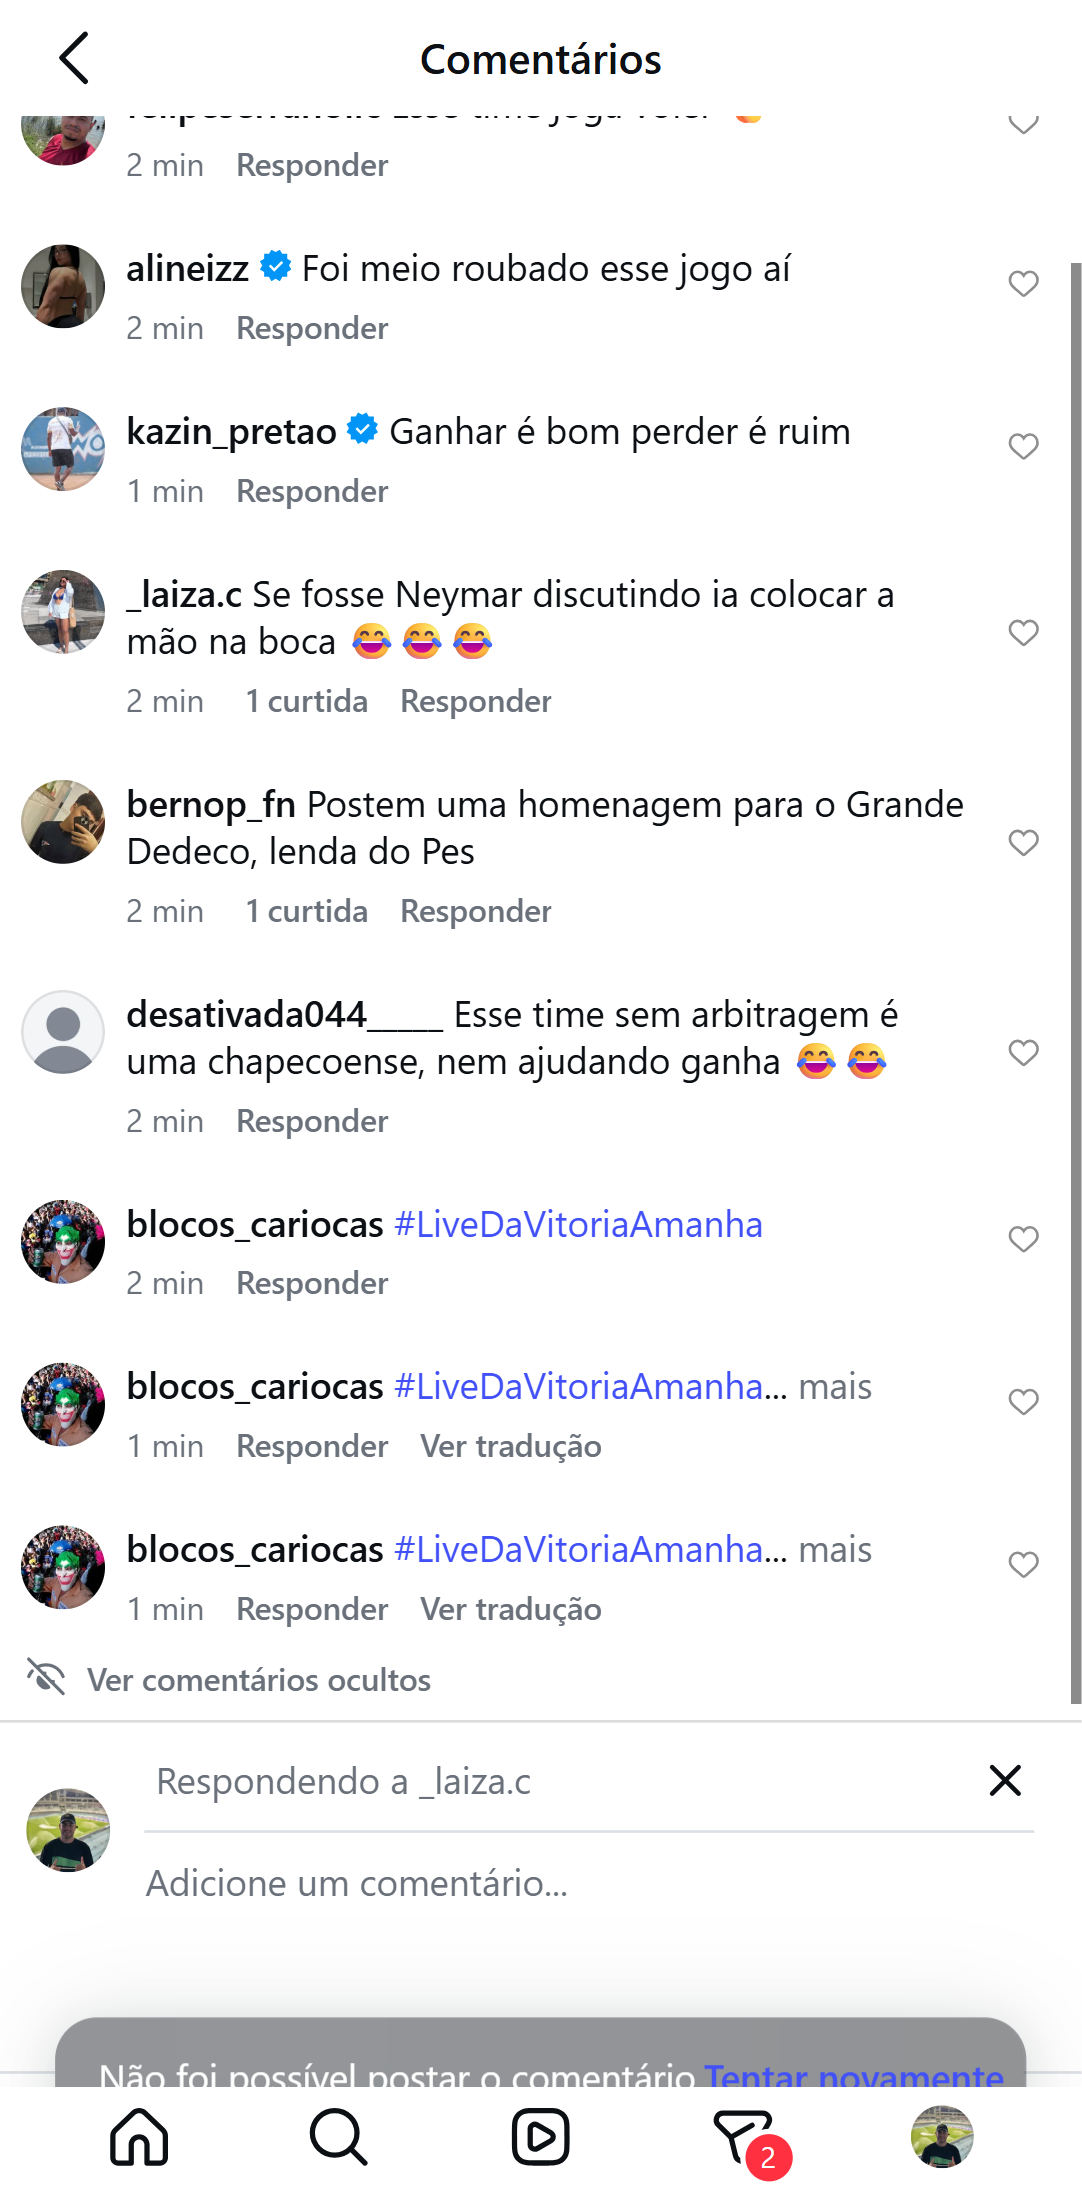 Comentários
2 min Responder
alineizz Foi meio roubado esse jogo aí
2 min Responder
kazin_pretao Ganhar é bom perder é ruim
1 min Responder
_laiza.c Se fosse Neymar discutindo ia colocar a
mão na boca 😂😂😂
2 min 1 curtida Responder
bernop_fn Postem uma homenagem para o Grande
Dedeco, lenda do Pes
2 min 1 curtida Responder
desativada044_____ Esse time sem arbitragem é
uma chapecoense, nem ajudando ganha 😂😂
2 min Responder
blocos_cariocas #LiveDaVitoriaAmanha
2 min Responder
blocos_cariocas #LiveDaVitoriaAmanha... mais
1 min Responder Ver tradução
blocos_cariocas #LiveDaVitoriaAmanha... mais
1 min Responder Ver tradução
Ver comentários ocultos
Respondendo a _laiza.c
Adicione um comentário...
Não foi possível postar o comentário Tentar novamente
2